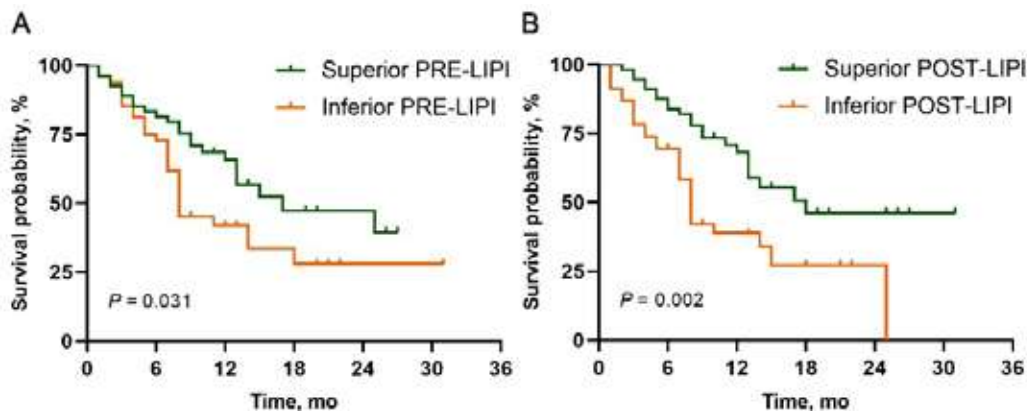 A
Survival probability, %
100
75
50
25
0
Superior PRE-LIPI
Inferior PRE-LIPI
P = 0.031
0 6 12 18 24 30 36
Time, mo
B
Survival probability, %
100
75
50
25
0
Superior POST-LIPI
Inferior POST-LIPI
P = 0.002
0 6 12 18 24 30 36
Time, mo